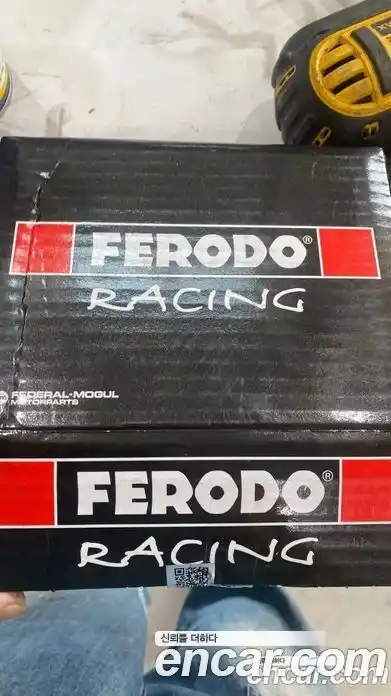 FERODO®
RACING
FEDERAL-MOGUL
MOTORPARTS
FERODO®
RACING
신뢰를 더하다
encar.com